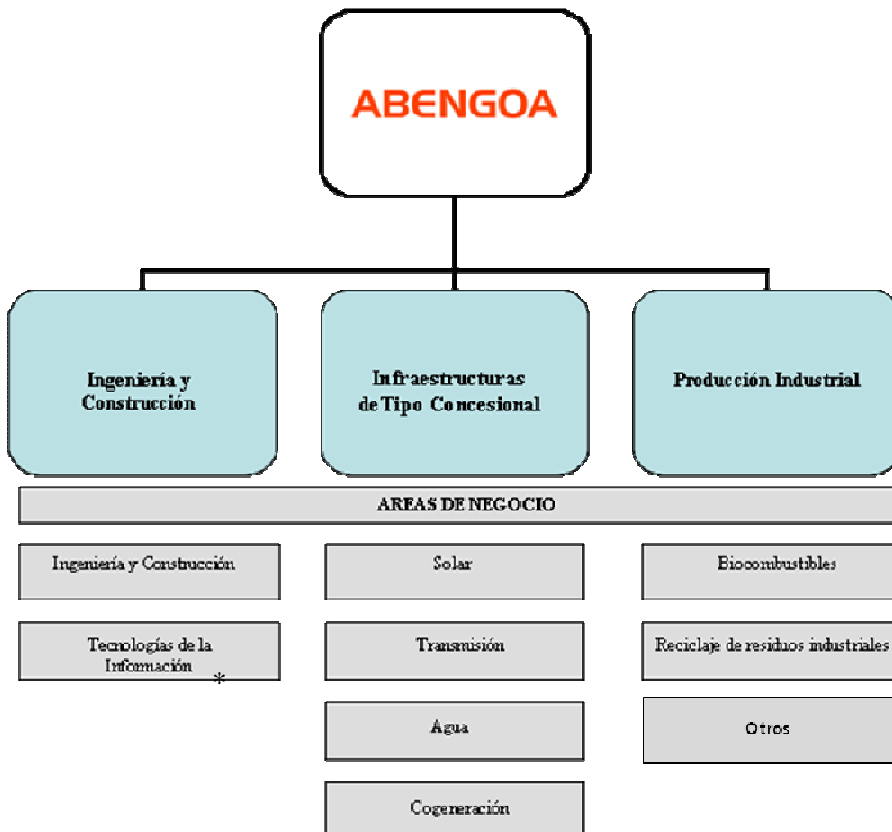 ABENGOA
Ingeniería y
Construcción
Infraestructuras
de Tipo Concesional
Producción Industrial
AREAS DE NEGOCIO
Ingeniería y Construcción
Solar
Biocombustibles
Tecnologías de la
Información *
Transmisión
Reciclaje de residuos industriales
Agua
Otros
Cogeneración